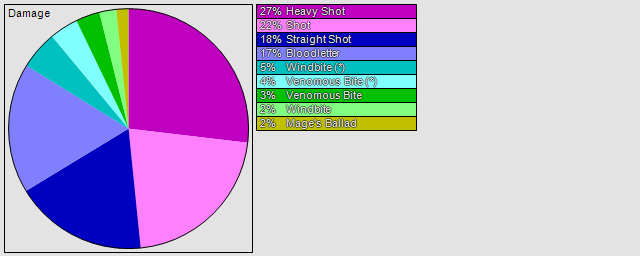 Damage
27% Heavy Shot
22% Shot
18% Straight Shot
17% Bloodletter
5% Windbite (*)
4% Venomous Bite (*)
3% Venomous Bite
2% Windbite
2% Mage's Ballad